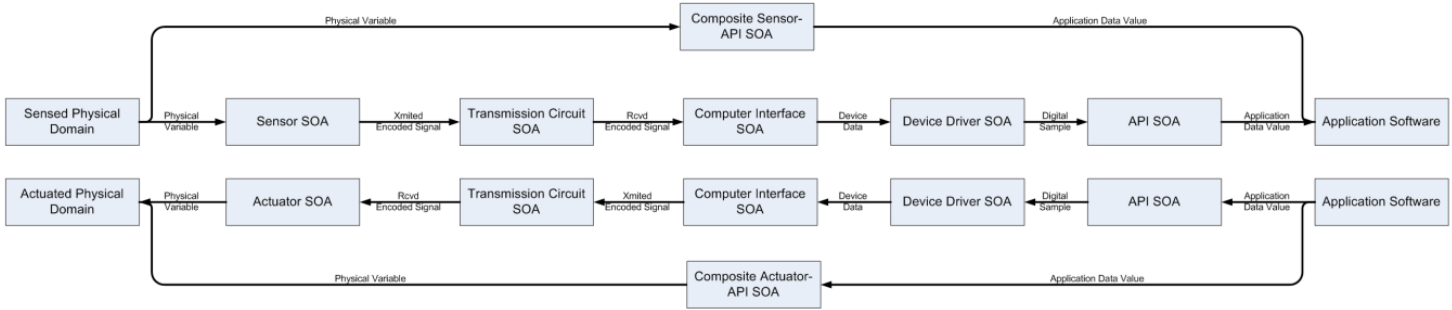 Physical Variable
Composite Sensor-
API SOA
Application Data Value
Sensed Physical
Domain
Physical
Variable
Sensor SOA
Xmited
Encoded Signal
Transmission Circuit
SOA
Rcvd
Encoded Signal
Computer Interface
SOA
Device
Data
Device Driver SOA
Digital
Sample
API SOA
Application
Data Value
Application Software
Actuated Physical
Domain
Physical
Variable
Actuator SOA
Rcvd
Encoded Signal
Transmission Circuit
SOA
Xmited
Encoded Signal
Computer Interface
SOA
Device
Data
Device Driver SOA
Digital
Sample
API SOA
Application
Data Value
Application Software
Physical Variable
Composite Actuator-
API SOA
Application Data Value